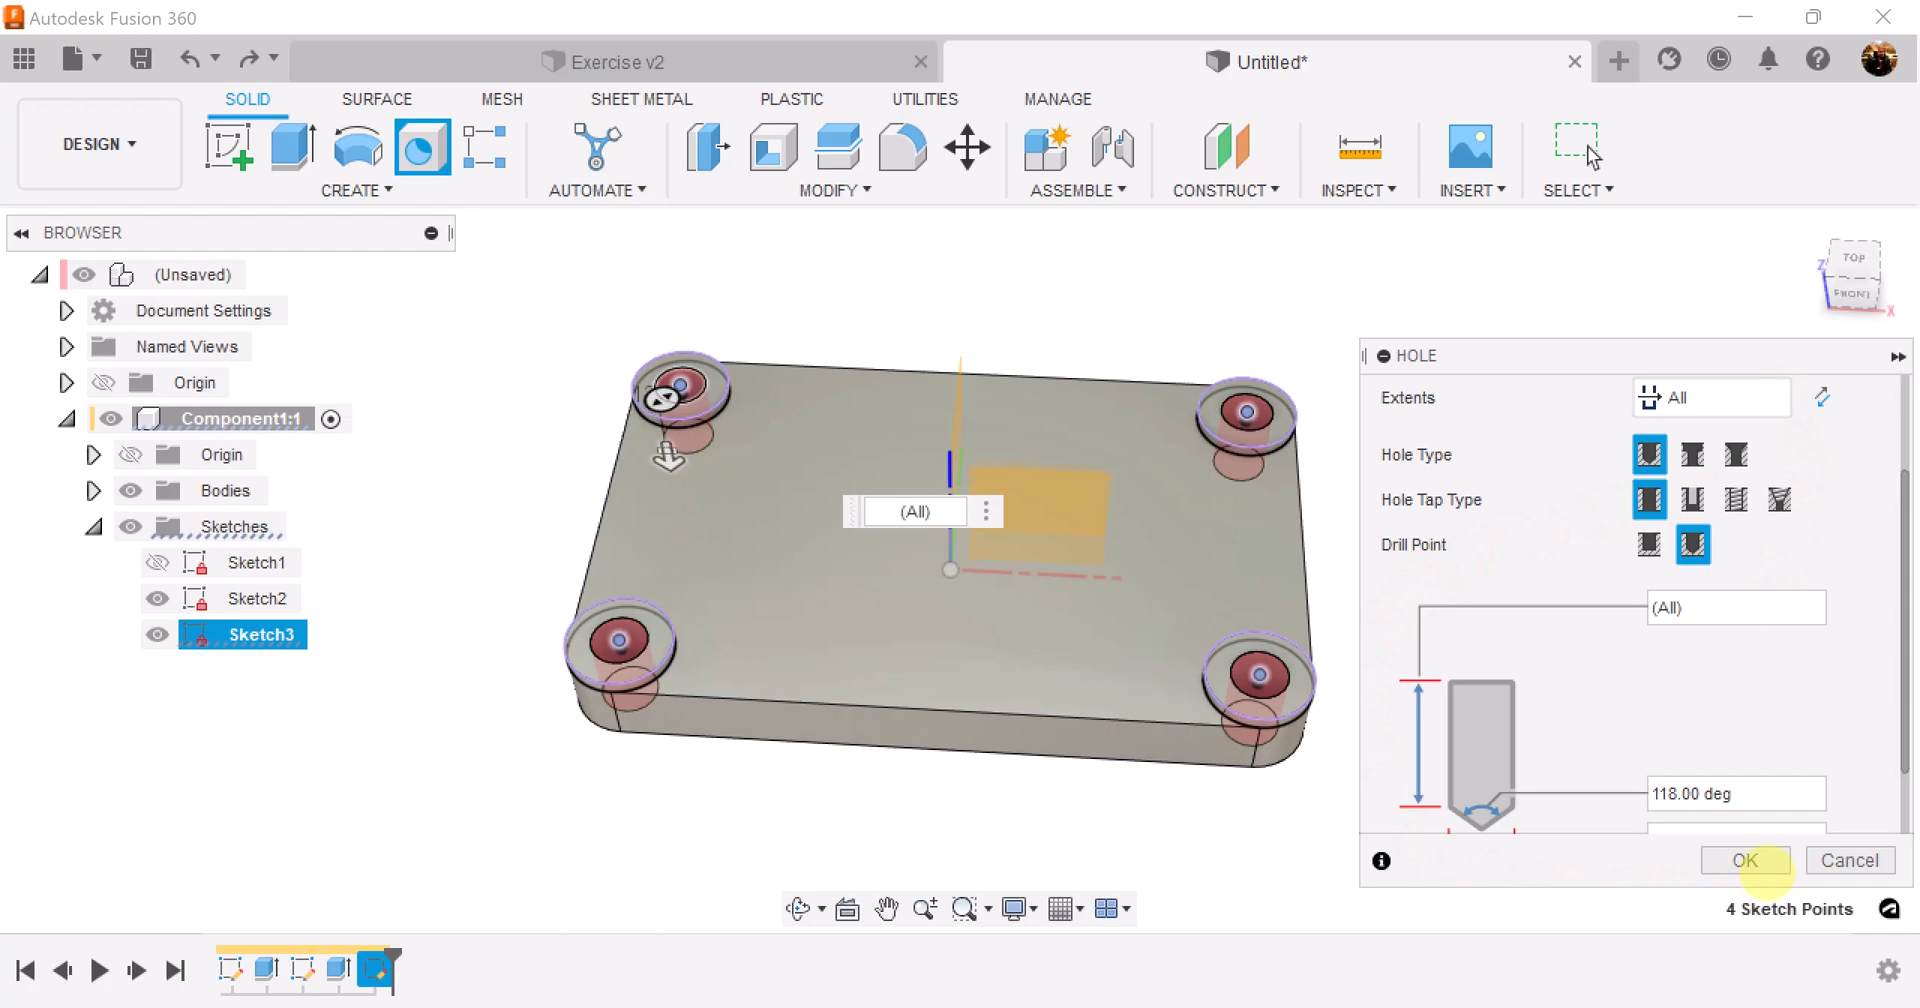 Autodesk Fusion 360
Exercise v2
Untitled*
DESIGN
SOLID
SURFACE
MESH
SHEET METAL
PLASTIC
UTILITIES
MANAGE
CREATE
AUTOMATE
MODIFY
ASSEMBLE
CONSTRUCT
INSPECT
INSERT
SELECT
BROWSER
(Unsaved)
Document Settings
Named Views
Origin
Component1:1
Origin
Bodies
Sketches
Sketch1
Sketch2
Sketch3
(All)
TOP
FRONT
Z
X
HOLE
Extents
All
Hole Type
Hole Tap Type
Drill Point
(All)
118.00 deg
OK
Cancel
4 Sketch Points